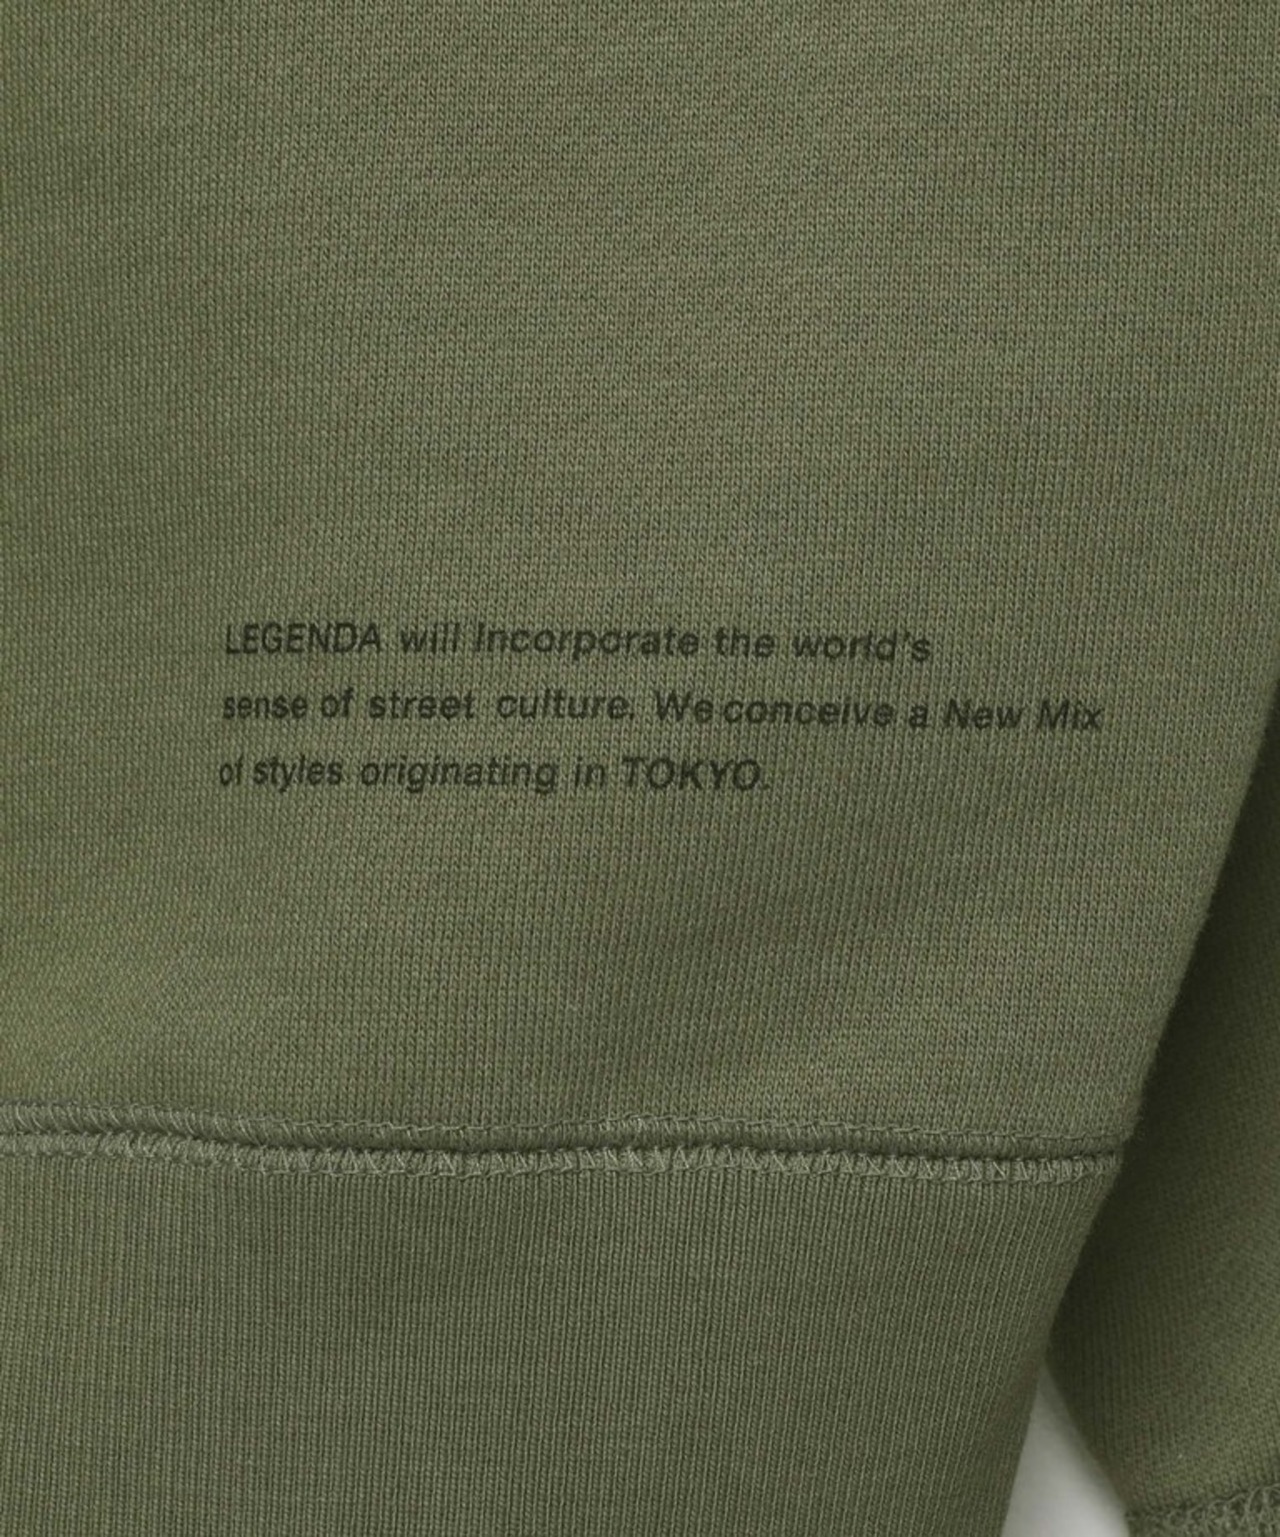 LEGENDA will incorporate the world's
sense of street culture. We conceive a New Mix
of styles originating in TOKYO.